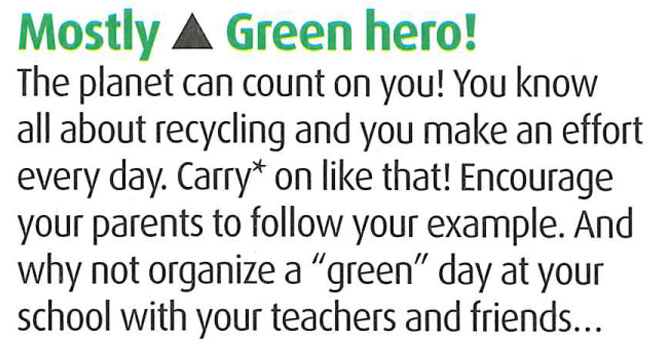 Mostly ▲ Green hero!
The planet can count on you! You know
all about recycling and you make an effort
every day. Carry* on like that! Encourage
your parents to follow your example. And
why not organize a “green” day at your
school with your teachers and friends...